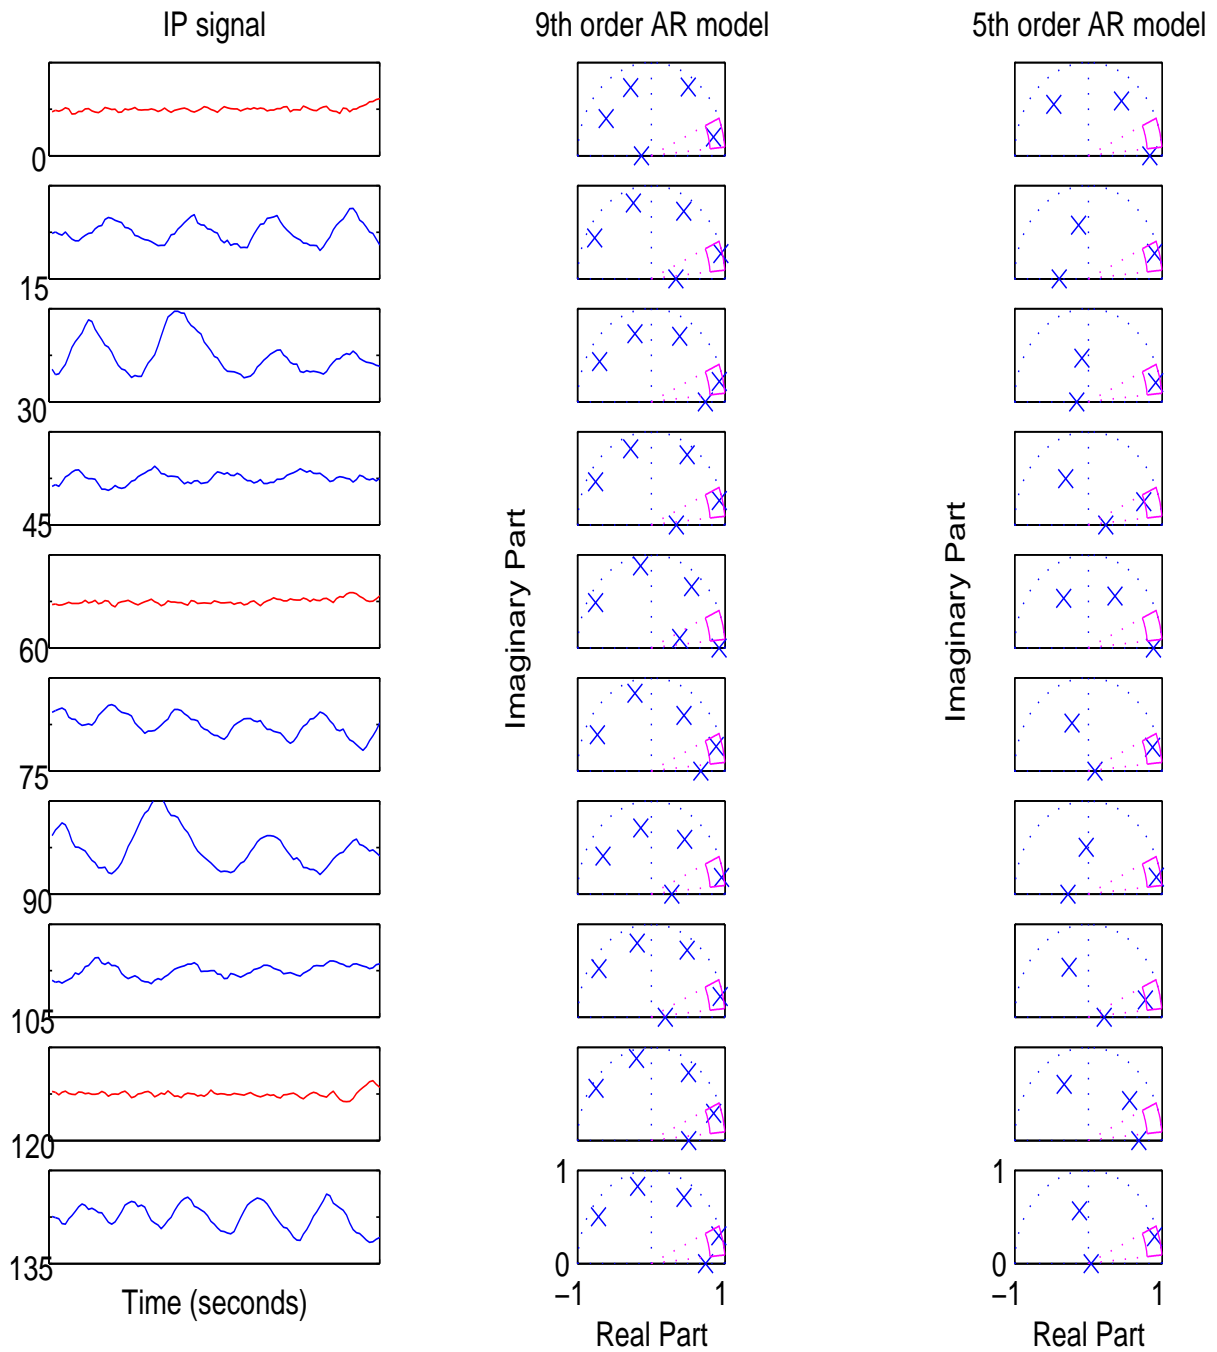 IP signal
9th order AR model
5th order AR model
0
15
30
45
60
75
90
105
120
135
Time (seconds)
Imaginary Part
1
0
−1
1
Real Part
Imaginary Part
1
0
−1
1
Real Part